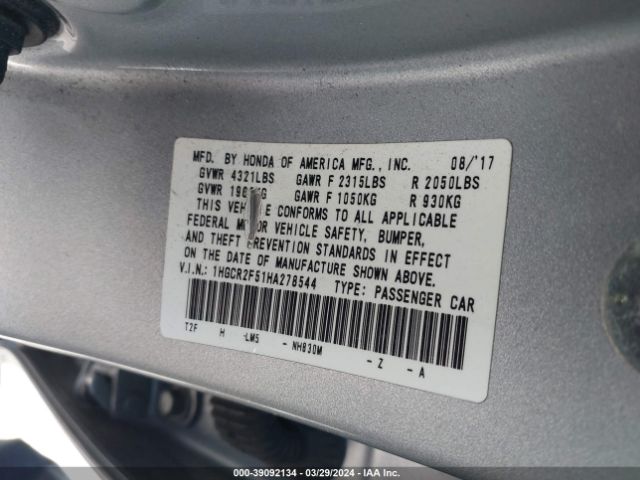 MFD. BY HONDA OF AMERICA MFG., INC. 08/'17
GVWR 4321LBS GAWR F 2315LBS R 2050LBS
GVWR GAWR F 1050KG R 930KG
THIS CONFORMS TO ALL APPLICABLE
FEDERAL VEHICLE SAFETY, BUMPER,
AND THEFT STANDARDS IN EFFECT
ON THE DATE OF MANUFACTURE SHOWN ABOVE.
V.I.N.: 1HGCR2F51HA278544 TYPE: PASSENGER CAR
T2F H -LM5 - NH830M - Z - A
000-39092134 - 03/29/2024 - IAA Inc.